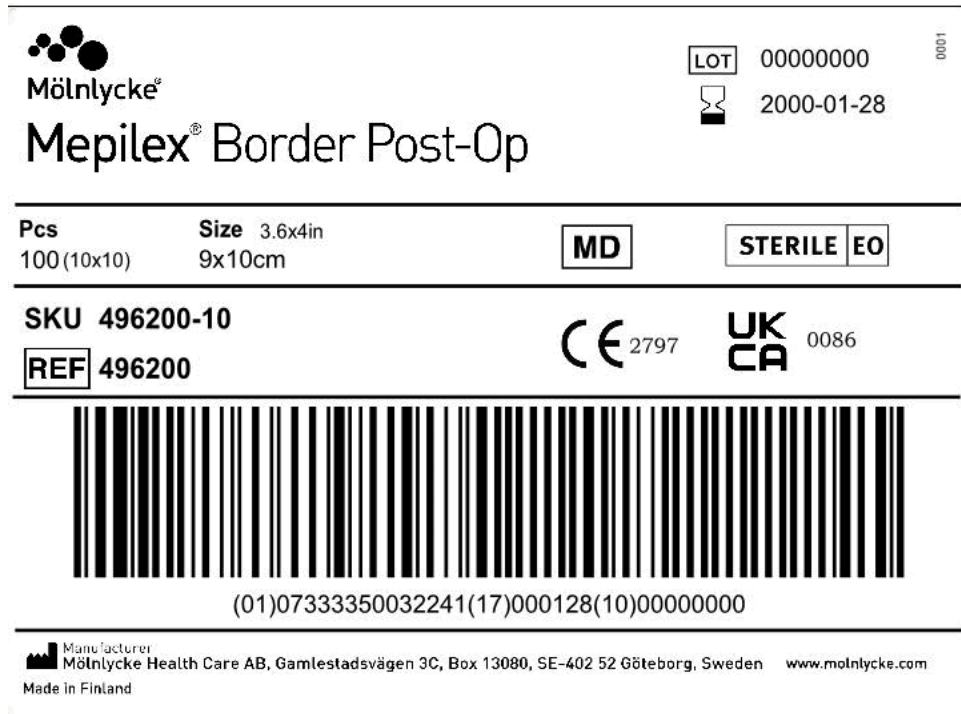 Mölnlycke®
LOT 00000000
2000-01-28
0001
Mepilex® Border Post-Op
Pcs
100 (10x10)
Size 3.6x4in
9x10cm
MD
STERILE EO
SKU 496200-10
REF 496200
CE 2797
UK
CA
0086
(01)07333350032241(17)000128(10)00000000
Manufacturer
Mölnlycke Health Care AB, Gamlestadsvägen 3C, Box 13080, SE-402 52 Göteborg, Sweden www.molnlycke.com
Made in Finland